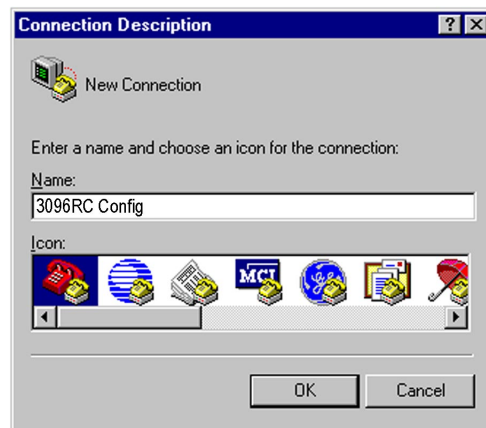 Connection Description
New Connection
Enter a name and choose an icon for the connection:
Name:
3096RC Config
Icon:
MCI
OK
Cancel